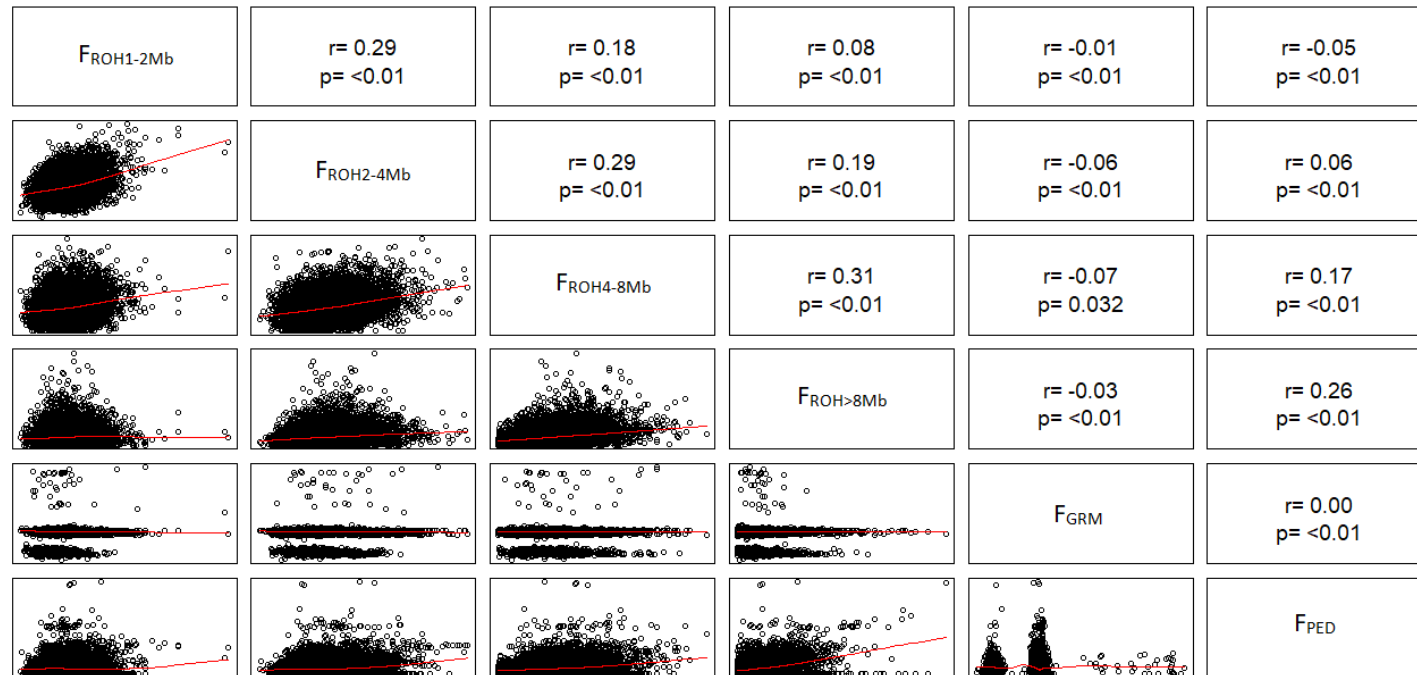 FROH1-2Mb
r= 0.29
p= <0.01
r= 0.18
p= <0.01
r= 0.08
p= <0.01
r= -0.01
p= <0.01
r= -0.05
p= <0.01
FROH2-4Mb
r= 0.29
p= <0.01
r= 0.19
p= <0.01
r= -0.06
p= <0.01
r= 0.06
p= <0.01
FROH4-8Mb
r= 0.31
p= <0.01
r= -0.07
p= 0.032
r= 0.17
p= <0.01
FROH>8Mb
r= -0.03
p= <0.01
r= 0.26
p= <0.01
FGRM
r= 0.00
p= <0.01
FPED